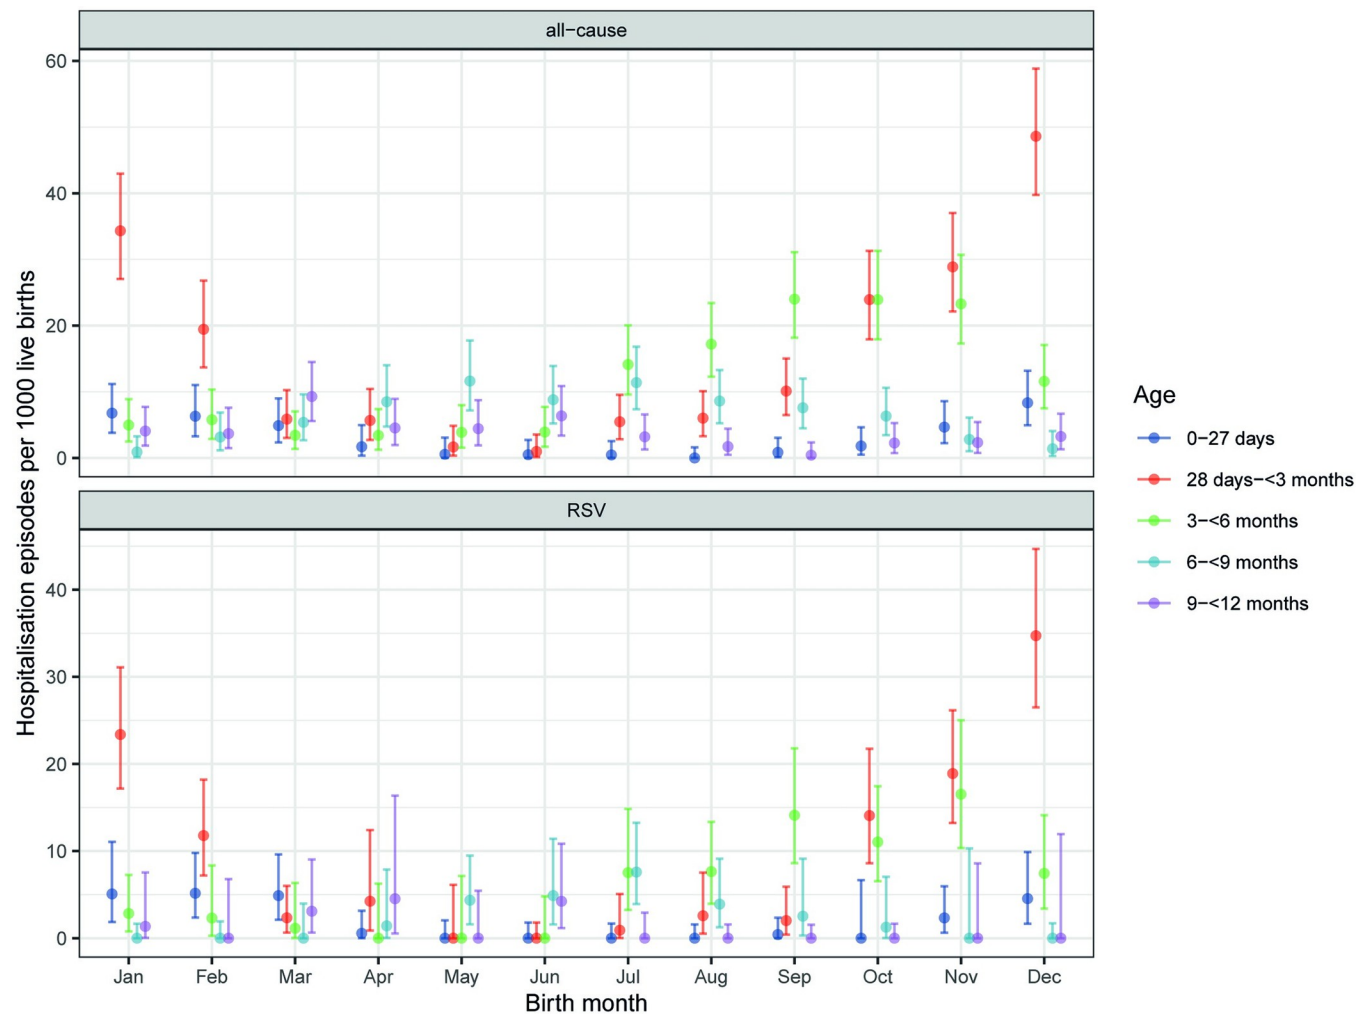 all−cause
60
40
20
0
RSV
40
30
20
10
0
Jan Feb Mar Apr May Jun Jul Aug Sep Oct Nov Dec
Birth month
Hospitalisation episodes per 1000 live births
Age
0−27 days
28 days−<3 months
3−<6 months
6−<9 months
9−<12 months